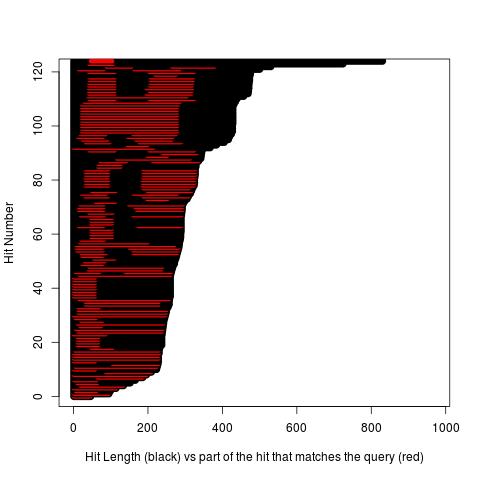 Hit Number
0 20 40 60 80 100 120
0 200 400 600 800 1000
Hit Length (black) vs part of the hit that matches the query (red)